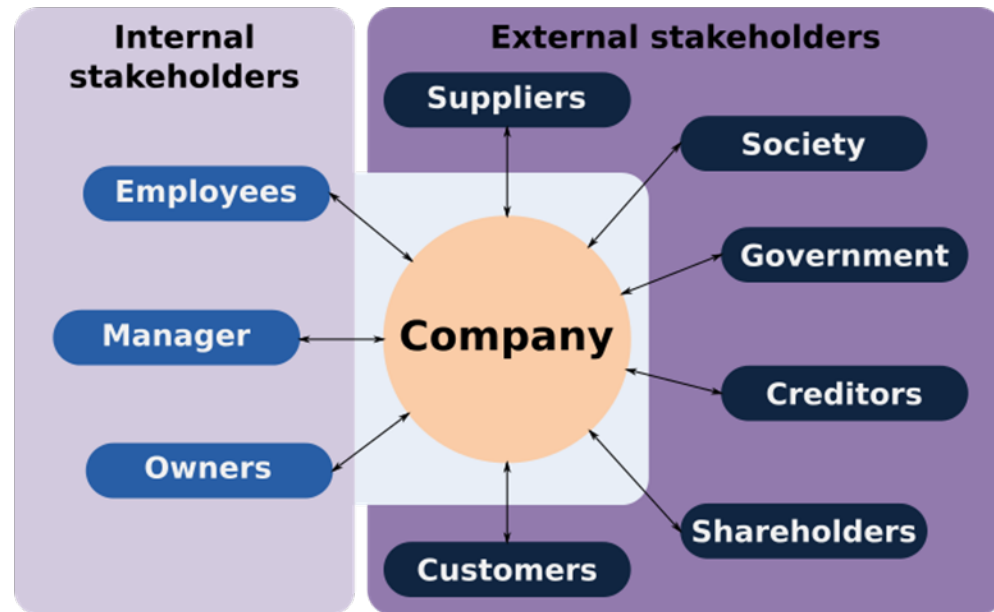 Internal
stakeholders
External stakeholders
Suppliers
Society
Employees
Government
Manager
Company
Creditors
Owners
Shareholders
Customers